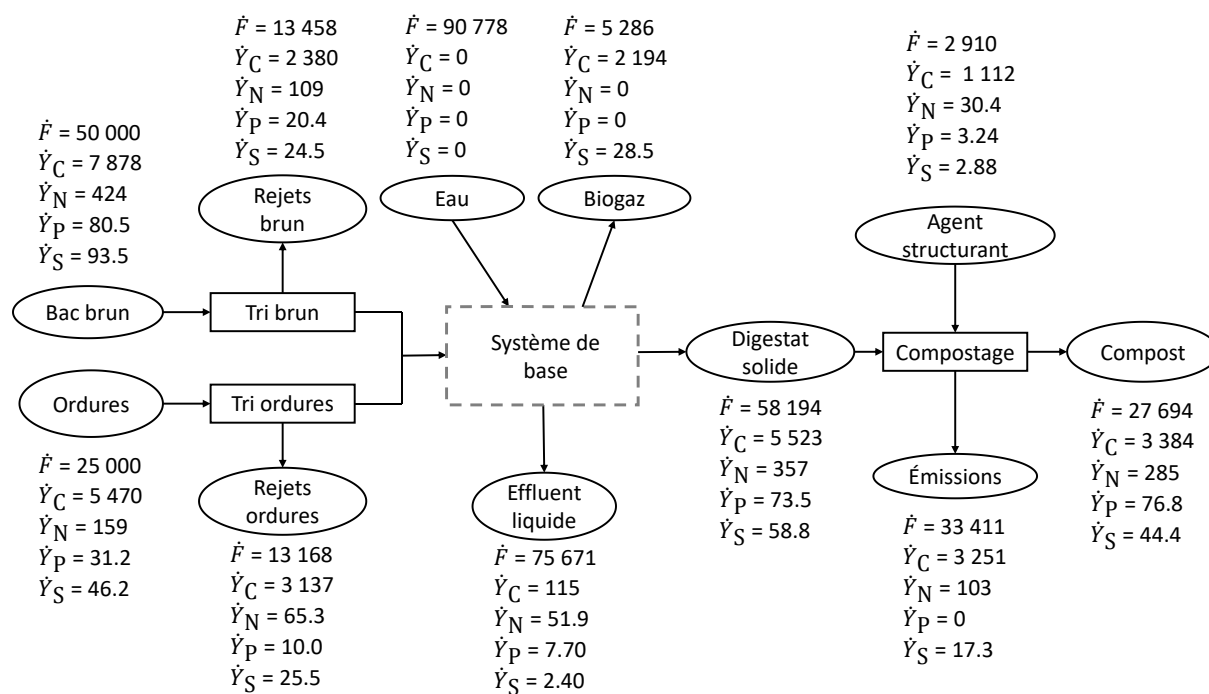 Ḟ = 13 458
Ẏ_C = 2 380
Ẏ_N = 109
Ẏ_P = 20.4
Ẏ_S = 24.5
Ḟ = 90 778
Ẏ_C = 0
Ẏ_N = 0
Ẏ_P = 0
Ẏ_S = 0
Ḟ = 5 286
Ẏ_C = 2 194
Ẏ_N = 0
Ẏ_P = 0
Ẏ_S = 28.5
Ḟ = 2 910
Ẏ_C = 1 112
Ẏ_N = 30.4
Ẏ_P = 3.24
Ẏ_S = 2.88
Ḟ = 50 000
Ẏ_C = 7 878
Ẏ_N = 424
Ẏ_P = 80.5
Ẏ_S = 93.5
Rejets
brun
Eau
Biogaz
Agent
structurant
Bac brun
Tri brun
Système de
base
Digestat
solide
Compostage
Compost
Ordures
Tri ordures
Ḟ = 25 000
Ẏ_C = 5 470
Ẏ_N = 159
Ẏ_P = 31.2
Ẏ_S = 46.2
Rejets
ordures
Effluent
liquide
Ḟ = 58 194
Ẏ_C = 5 523
Ẏ_N = 357
Ẏ_P = 73.5
Ẏ_S = 58.8
Émissions
Ḟ = 27 694
Ẏ_C = 3 384
Ẏ_N = 285
Ẏ_P = 76.8
Ẏ_S = 44.4
Ḟ = 13 168
Ẏ_C = 3 137
Ẏ_N = 65.3
Ẏ_P = 10.0
Ẏ_S = 25.5
Ḟ = 75 671
Ẏ_C = 115
Ẏ_N = 51.9
Ẏ_P = 7.70
Ẏ_S = 2.40
Ḟ = 33 411
Ẏ_C = 3 251
Ẏ_N = 103
Ẏ_P = 0
Ẏ_S = 17.3